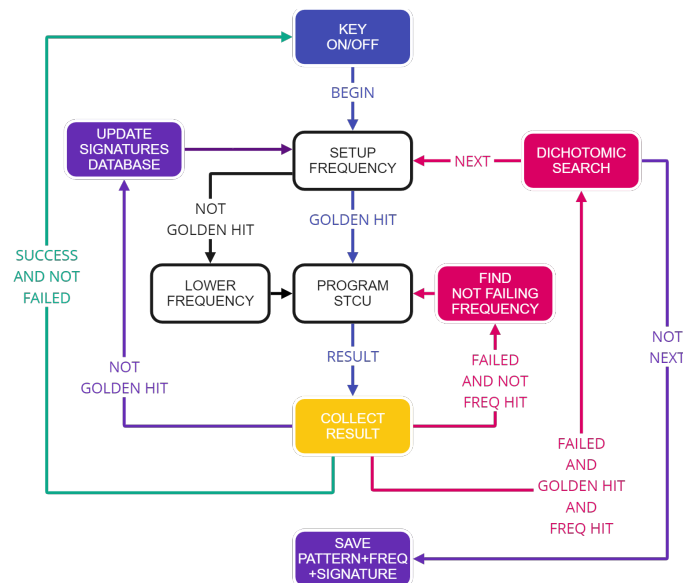 KEY
ON/OFF
BEGIN
UPDATE
SIGNATURES
DATABASE
SETUP
FREQUENCY
NEXT
DICHOTOMIC
SEARCH
NOT
GOLDEN HIT
GOLDEN HIT
SUCCESS
AND NOT
FAILED
LOWER
FREQUENCY
PROGRAM
STCU
FIND
NOT FAILING
FREQUENCY
NOT
NEXT
RESULT
NOT
GOLDEN HIT
FAILED
AND NOT
FREQ HIT
COLLECT
RESULT
FAILED
AND
GOLDEN HIT
AND
FREQ HIT
SAVE
PATTERN+FREQ
+SIGNATURE